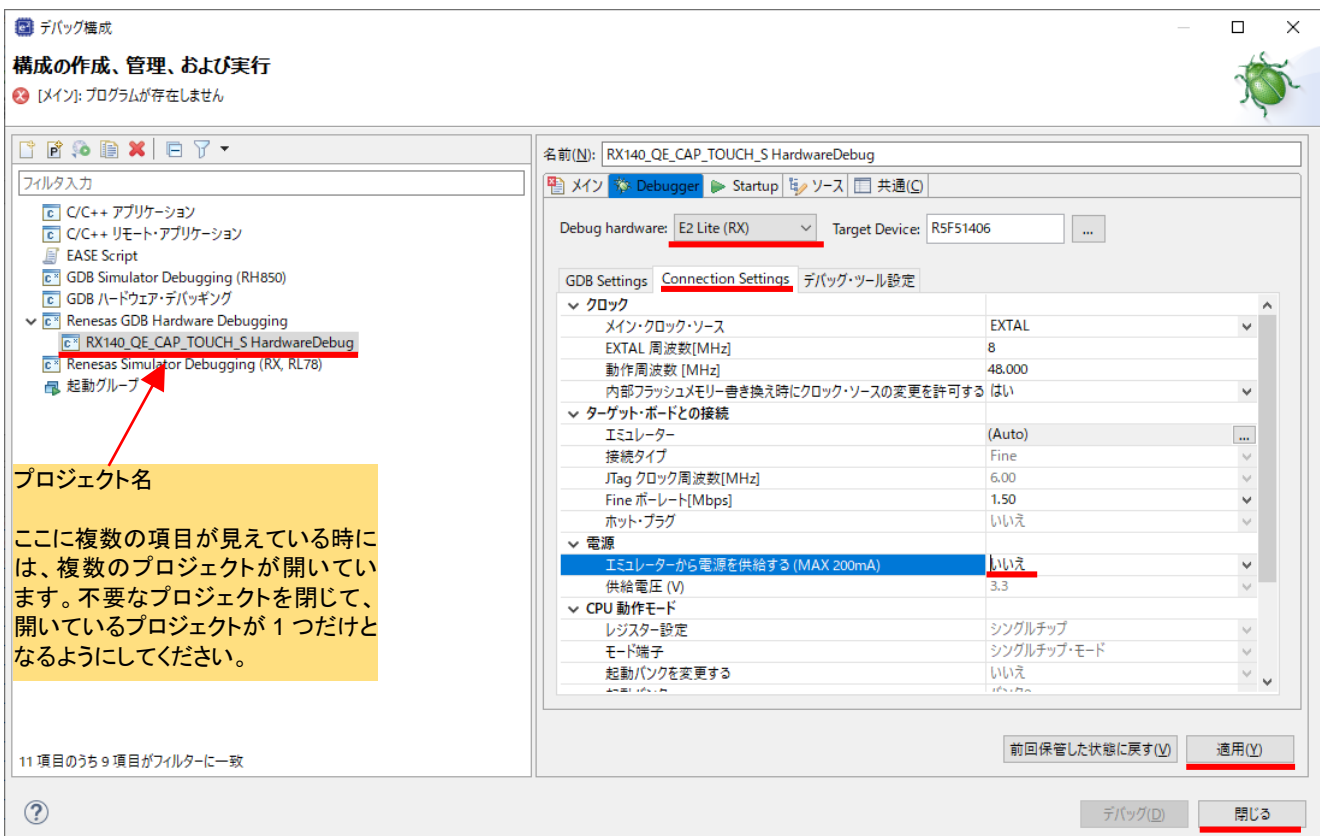 デバッグ構成
構成の作成、管理、および実行
[メイン]: プログラムが存在しません
フィルタ入力
C/C++ アプリケーション
C/C++ リモート・アプリケーション
EASE Script
GDB Simulator Debugging (RH850)
GDB ハードウェア・デバッギング
Renesas GDB Hardware Debugging
RX140_QE_CAP_TOUCH_S HardwareDebug
Renesas Simulator Debugging (RX, RL78)
起動グループ
プロジェクト名
ここに複数の項目が見えている時に
は、複数のプロジェクトが開いてい
ます。不要なプロジェクトを閉じて、
開いているプロジェクトが 1 つだけと
なるようにしてください。
11 項目のうち 9 項目がフィルターに一致
名前(N): RX140_QE_CAP_TOUCH_S HardwareDebug
メイン Debugger Startup ソース 共通(C)
Debug hardware: E2 Lite (RX) Target Device: R5F51406 ...
GDB Settings Connection Settings デバッグ・ツール設定
クロック
メイン・クロック・ソース EXTAL
EXTAL 周波数[MHz] 8
動作周波数 [MHz] 48.000
内部フラッシュメモリー書き換え時にクロック・ソースの変更を許可する はい
ターゲット・ボードとの接続
エミュレーター (Auto) ...
接続タイプ Fine
JTag クロック周波数[MHz] 6.00
Fine ボーレート[Mbps] 1.50
ホット・プラグ いいえ
電源
エミュレーターから電源を供給する (MAX 200mA) いいえ
供給電圧 (V) 3.3
CPU 動作モード
レジスター設定 シングルチップ
モード端子 シングルチップ・モード
起動バンクを変更する いいえ
前回保管した状態に戻す(V) 適用(Y)
デバッグ(D) 閉じる